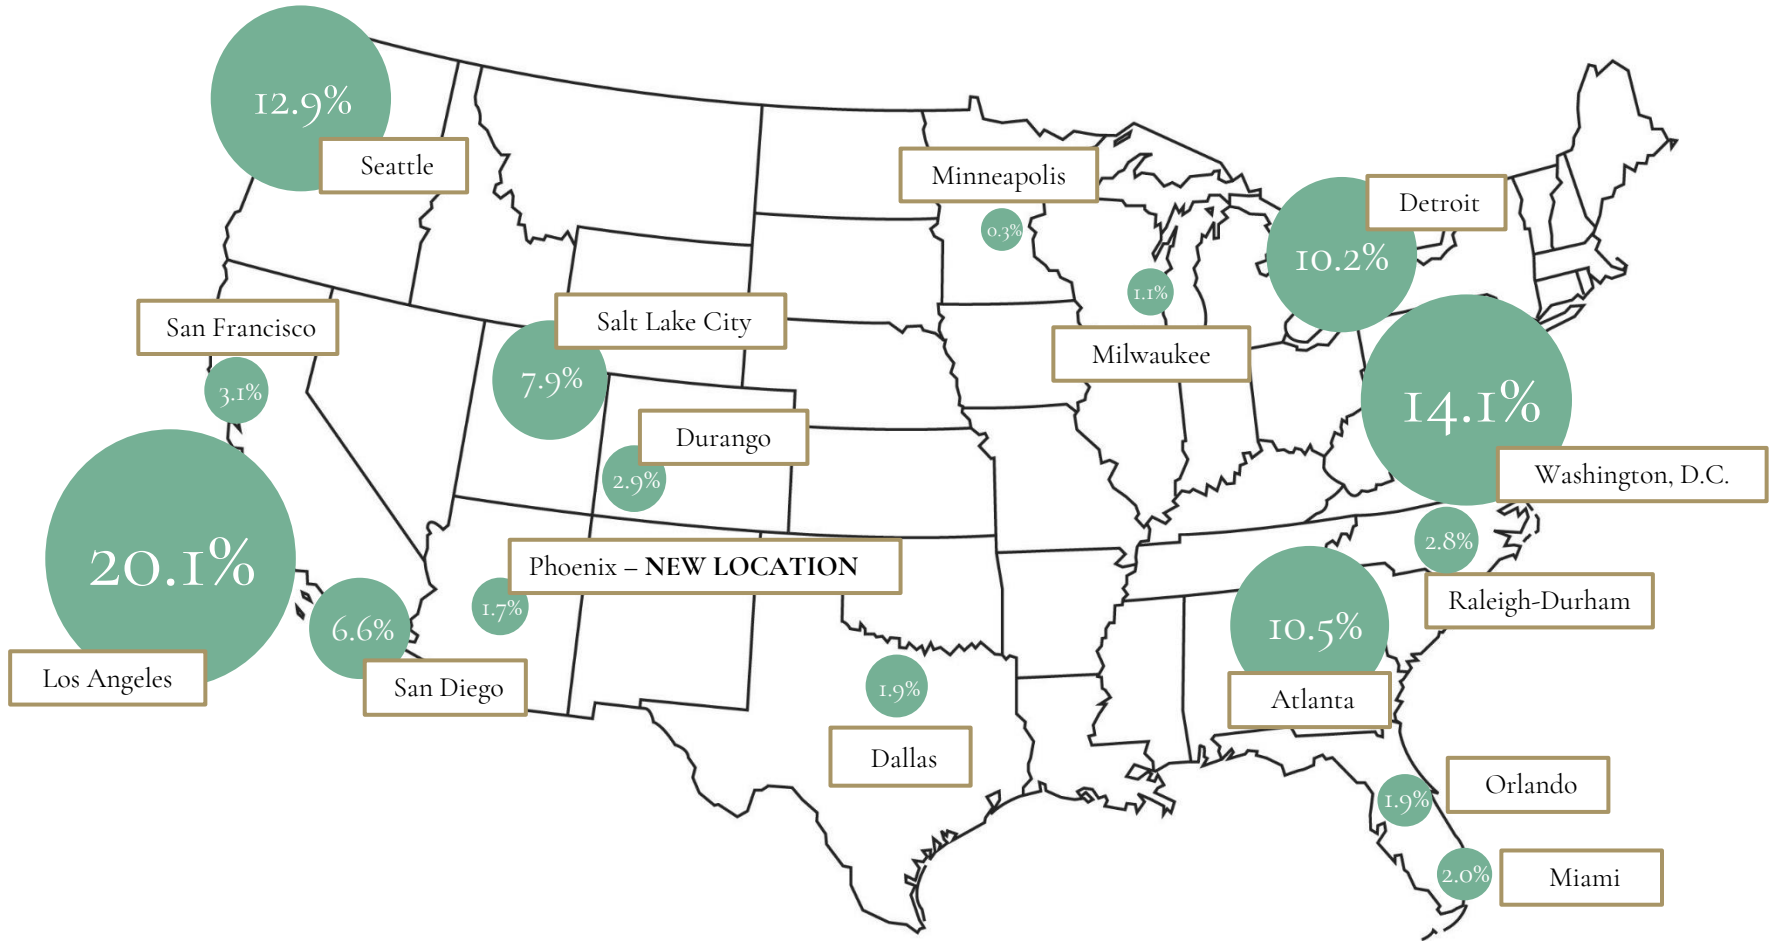 12.9%
Seattle
Minneapolis
0.3%
Detroit
10.2%
1.1%
Milwaukee
San Francisco
3.1%
Salt Lake City
7.9%
Durango
2.9%
14.1%
Washington, D.C.
20.1%
Los Angeles
6.6%
San Diego
Phoenix – NEW LOCATION
1.7%
2.8%
Raleigh-Durham
10.5%
Atlanta
1.9%
Dallas
Orlando
1.9%
2.0%
Miami